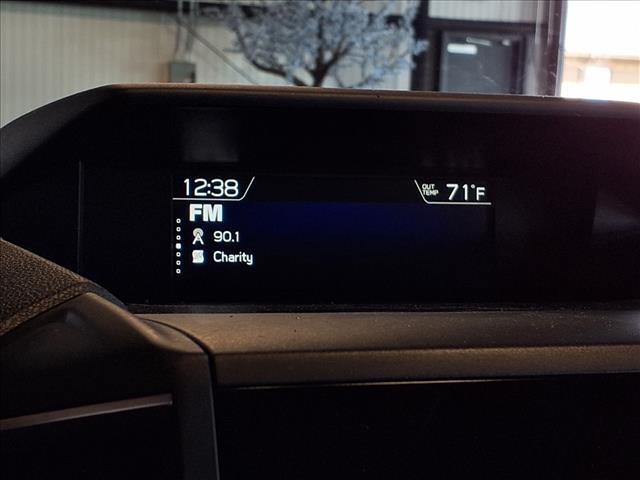 12:38
OUT TEMP 71°F
FM
90.1
Charity